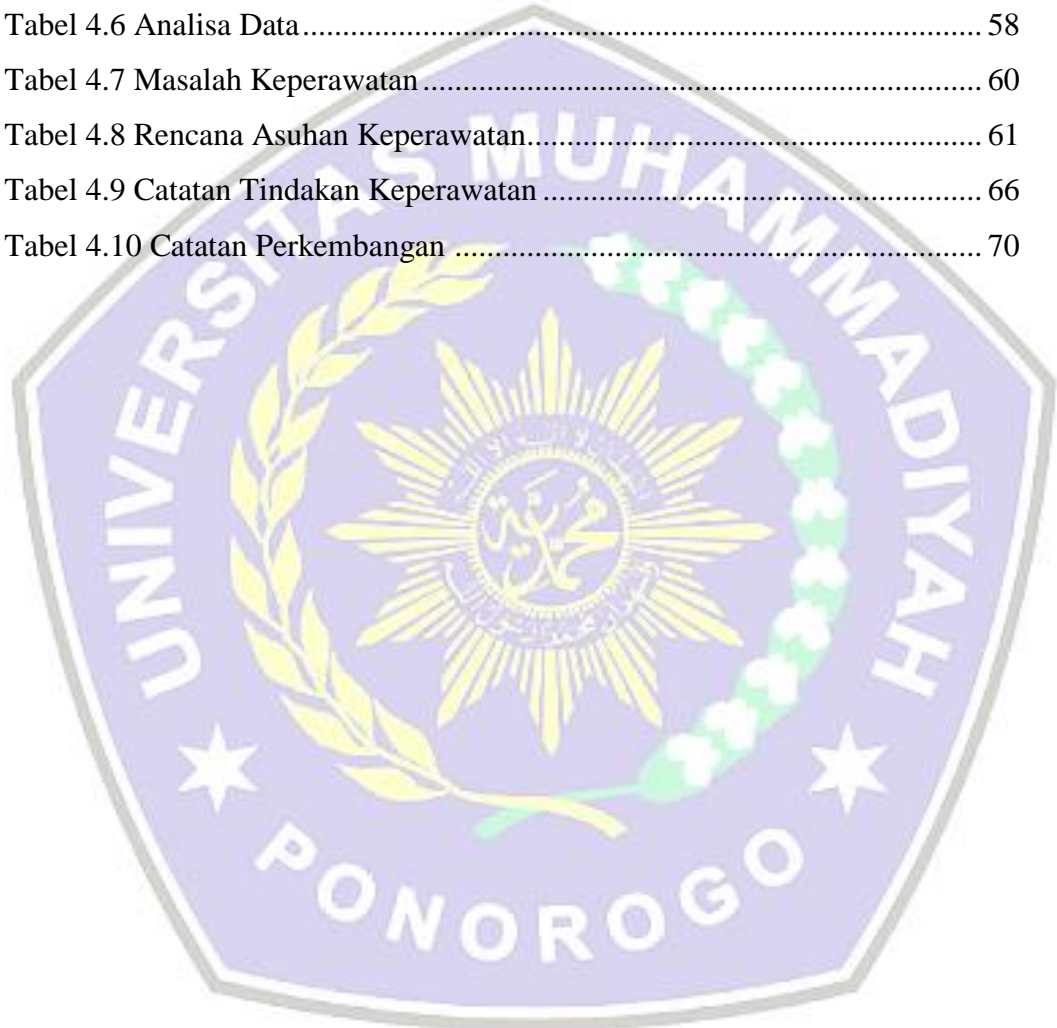 Tabel 4.6 Analisa Data.................................................................................... 58
Tabel 4.7 Masalah Keperawatan..................................................................... 60
Tabel 4.8 Rencana Asuhan Keperawatan........................................................ 61
Tabel 4.9 Catatan Tindakan Keperawatan ...................................................... 66
Tabel 4.10 Catatan Perkembangan ................................................................. 70
UNIVERSITAS MUHAMMADIYAH
PONOROGO